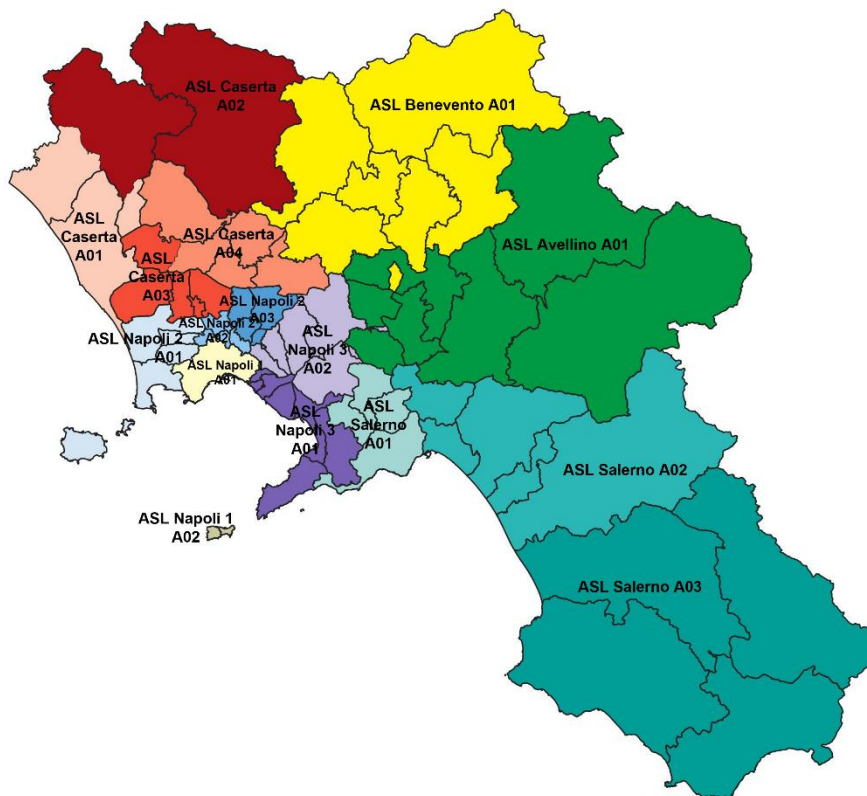 ASL Caserta
A02
ASL Benevento A01
ASL
Caserta
A01
ASL Caserta
A04
ASL Avellino A01
ASL
Caserta
A03
ASL Napoli 2
A03
ASL Napoli 2
A02
ASL Napoli 2
A01
ASL
Napoli 3
A02
ASL Napoli 1
A01
ASL
Napoli 3
A01
ASL
Salerno
A01
ASL Salerno A02
ASL Napoli 1
A02
ASL Salerno A03